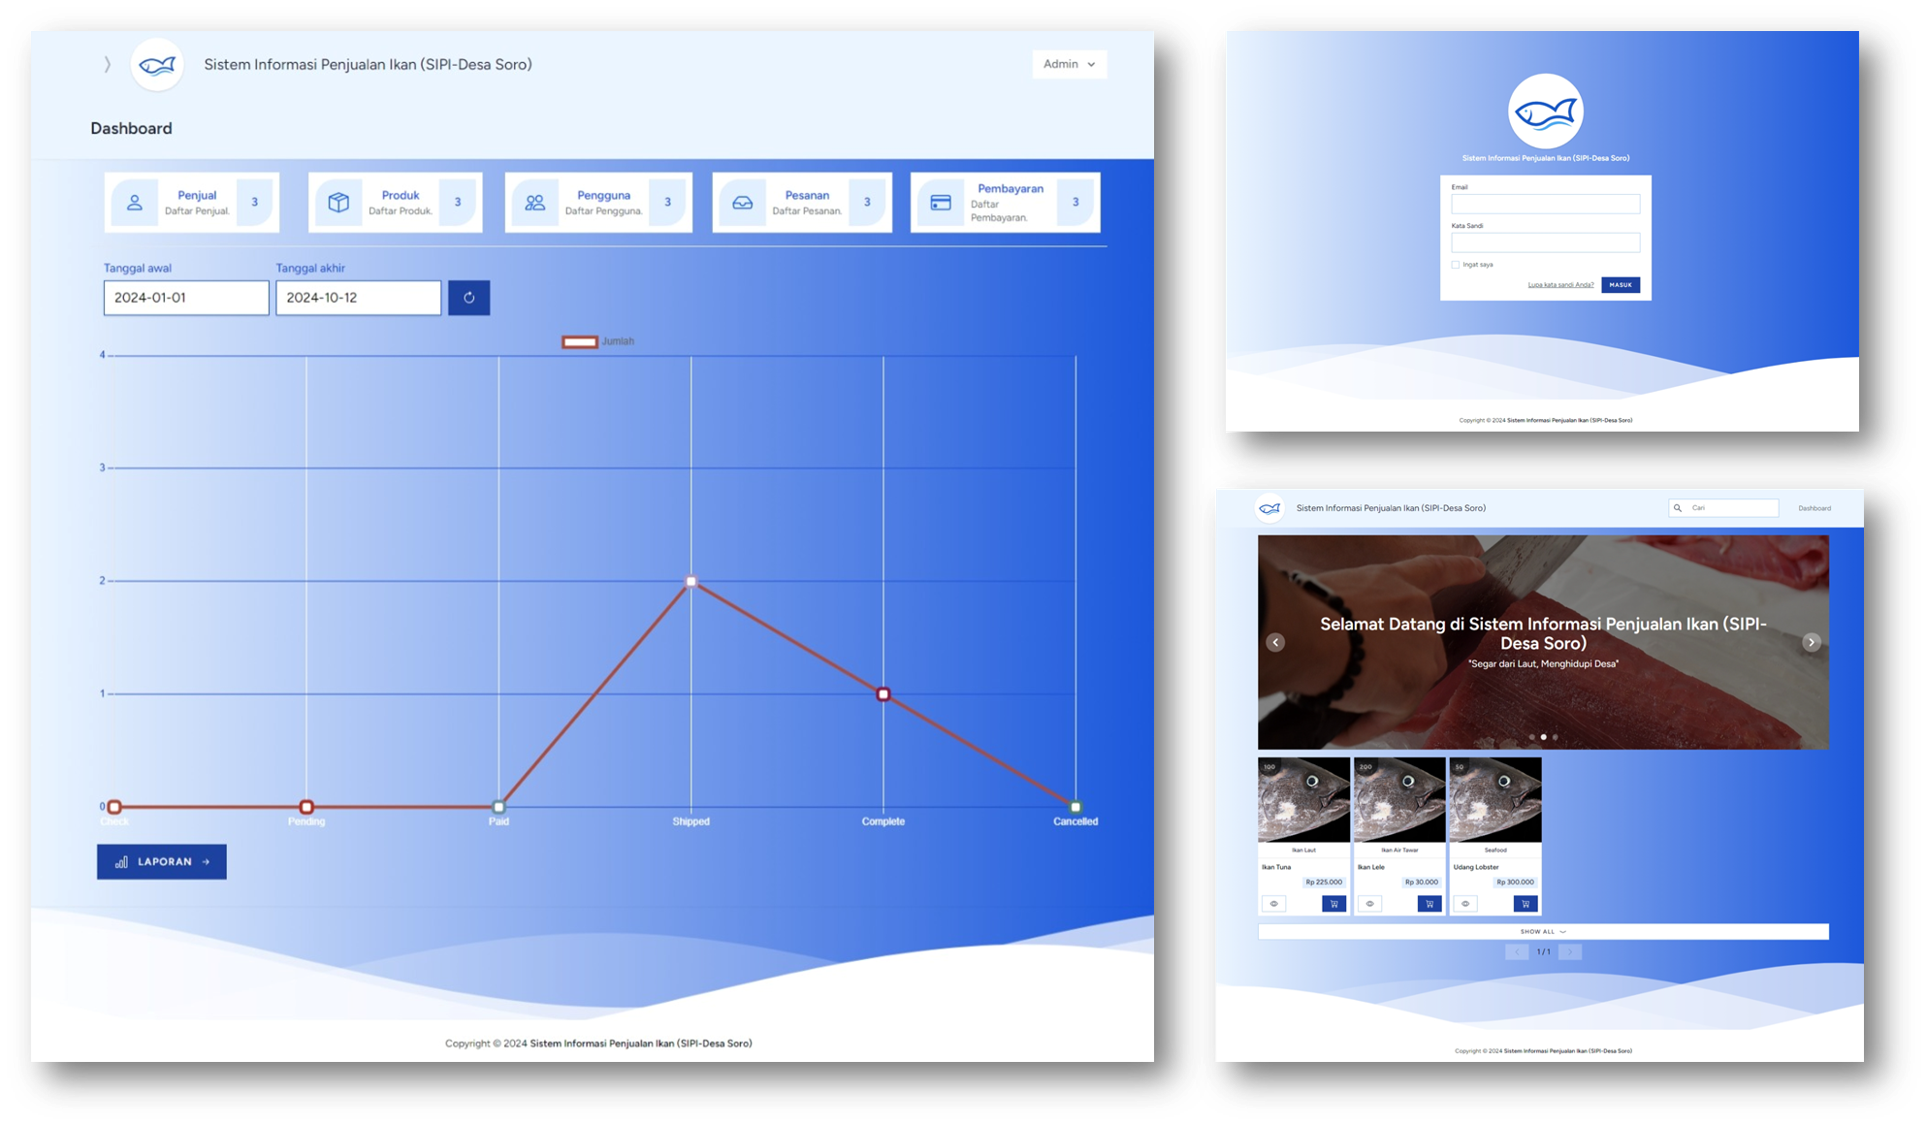 Sistem Informasi Penjualan Ikan (SIPI-Desa Soro)
Admin
Dashboard
Penjual
Daftar Penjual.
3
Produk
Daftar Produk.
3
Pengguna
Daftar Pengguna.
3
Pesanan
Daftar Pesanan.
3
Pembayaran
Daftar
Pembayaran.
3
Tanggal awal
Tanggal akhir
2024-01-01
2024-10-12
Jumlah
4
3
2
1
0
Check
Pending
Paid
Shipped
Complete
Cancelled
LAPORAN
Copyright © 2024 Sistem Informasi Penjualan Ikan (SIPI-Desa Soro)
Sistem Informasi Penjualan Ikan (SIPI-Desa Soro)
Email
Kata Sandi
Ingat saya
Lupa kata sandi Anda?
MASUK
Copyright © 2024 Sistem Informasi Penjualan Ikan (SIPI-Desa Soro)
Sistem Informasi Penjualan Ikan (SIPI-Desa Soro)
Cari
Dashboard
Selamat Datang di Sistem Informasi Penjualan Ikan (SIPI-
Desa Soro)
"Segar dari Laut, Menghidupi Desa"
100
200
50
Ikan Laut
Ikan Air Tawar
Seafood
Ikan Tuna
Ikan Lele
Udang Lobster
Rp 225.000
Rp 30.000
Rp 300.000
SHOW ALL
1 / 1
Copyright © 2024 Sistem Informasi Penjualan Ikan (SIPI-Desa Soro)